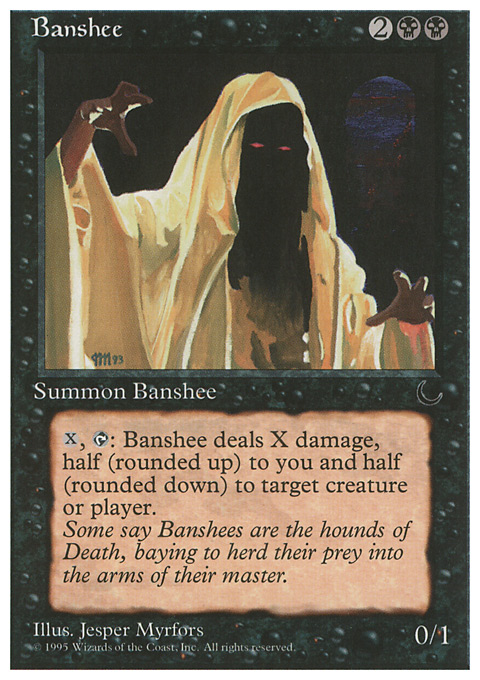 Banshee 2
MM93
Summon Banshee
X, : Banshee deals X damage,
half (rounded up) to you and half
(rounded down) to target creature
or player.
Some say Banshees are the hounds of
Death, baying to herd their prey into
the arms of their master.
Illus. Jesper Myrfors
© 1995 Wizards of the Coast, Inc. All rights reserved.
0/1